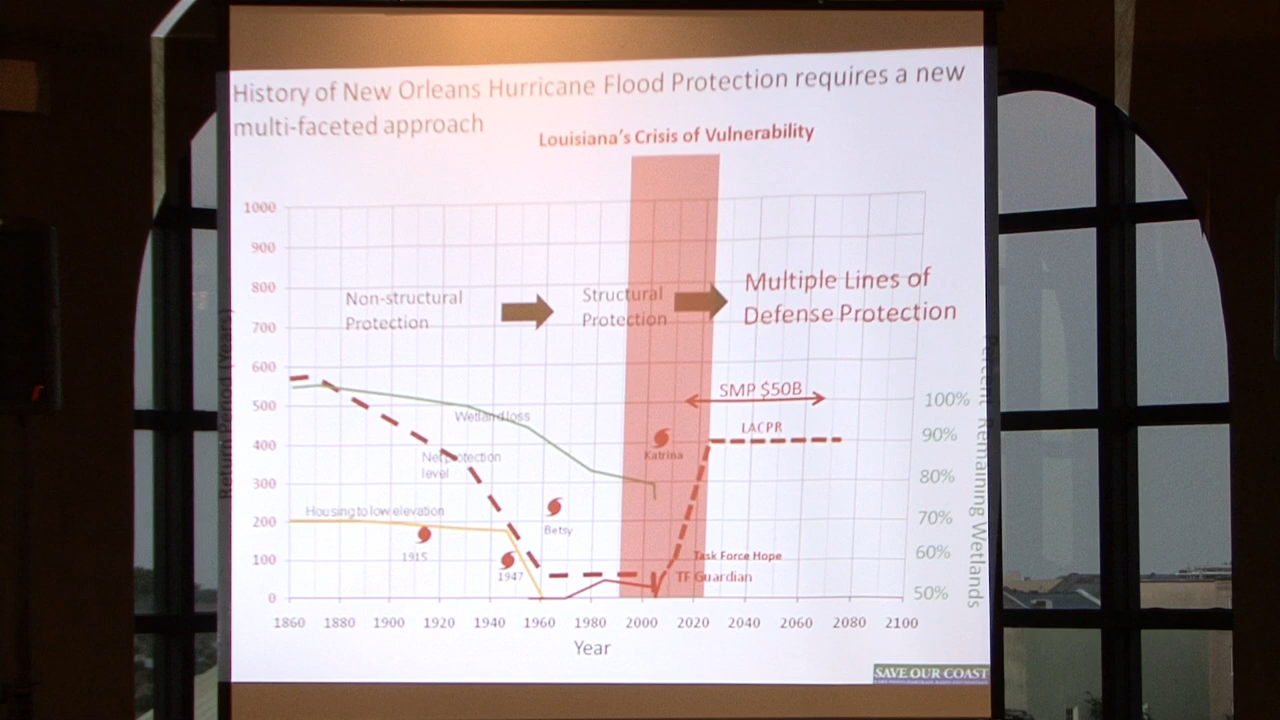 History of New Orleans Hurricane Flood Protection requires a new
multi-faceted approach
Louisiana's Crisis of Vulnerability
1000
900
800
700
600
500
400
300
200
100
0
Return Period (Years)
Non-structural
Protection
Structural
Protection
Multiple Lines of
Defense Protection
SMP $50B
LACPR
Wetland loss
Net protection
level
Katrina
Housing to low elevation
1915
Betsy
1947
Task Force Hope
TF Guardian
100%
90%
80%
70%
60%
50%
Percent Remaining Wetlands
1860 1880 1900 1920 1940 1960 1980 2000 2020 2040 2060 2080 2100
Year
SAVE OUR COAST